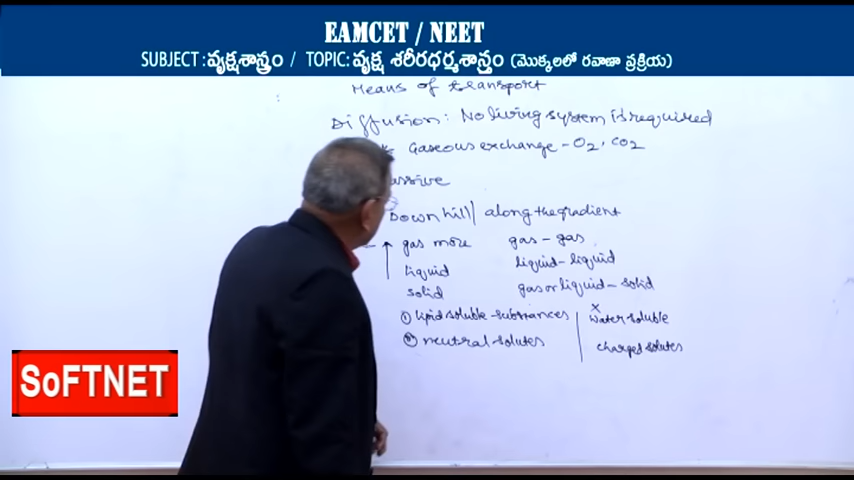 EAMCET / NEET
SUBJECT : వృక్షశాస్త్రం / TOPIC: వృక్ష శరీరధర్మశాస్త్రం (మొక్కలలో రవాణా ప్రక్రియ)
Means of transport
Diffusion: No living system is required
Gaseous exchange - O2, CO2
assive
Down hill / along the gradient
gas more gas - gas
liquid liquid - liquid
solid gas or liquid - solid
① lipid soluble substances x water soluble
② neutral solutes charged solutes
SoFTNET